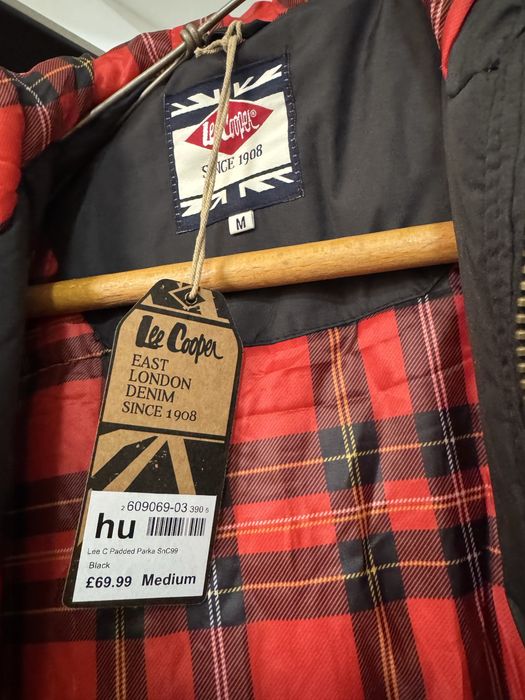 Lee Cooper®
SINCE 1908
M
Lee Cooper
EAST
LONDON
DENIM
SINCE 1908
2 609069-03 390 5
hu
Lee C Padded Parka SnC99
Black
£69.99 Medium